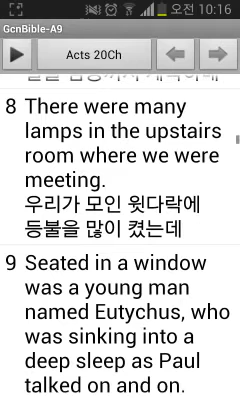 오전 10:16
GcnBible-A9
Acts 20Ch
8 There were many
lamps in the upstairs
room where we were
meeting.
우리가 모인 윗다락에
등불을 많이 켰는데
9 Seated in a window
was a young man
named Eutychus, who
was sinking into a
deep sleep as Paul
talked on and on.